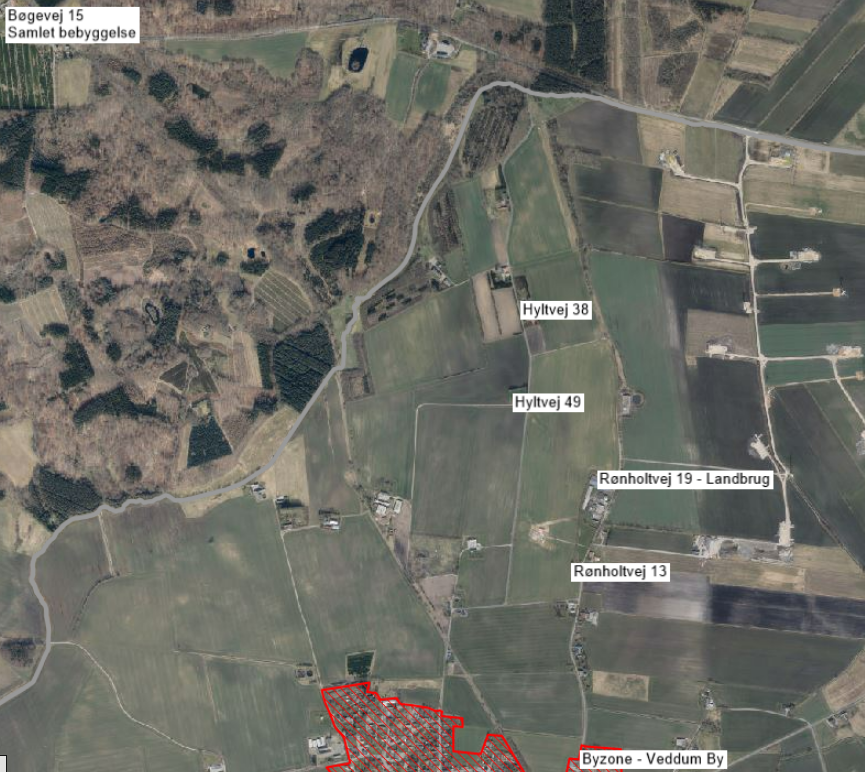 Bøgevej 15
Samlet bebyggelse
Hyltvej 38
Hyltvej 49
Rønholtvej 19 - Landbrug
Rønholtvej 13
Byzone - Veddum By